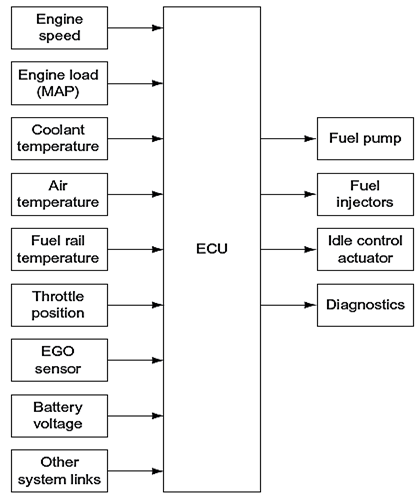 Engine
speed
Engine load
(MAP)
Coolant
temperature
Air
temperature
Fuel rail
temperature
Throttle
position
EGO
sensor
Battery
voltage
Other
system links
ECU
Fuel pump
Fuel
injectors
Idle control
actuator
Diagnostics